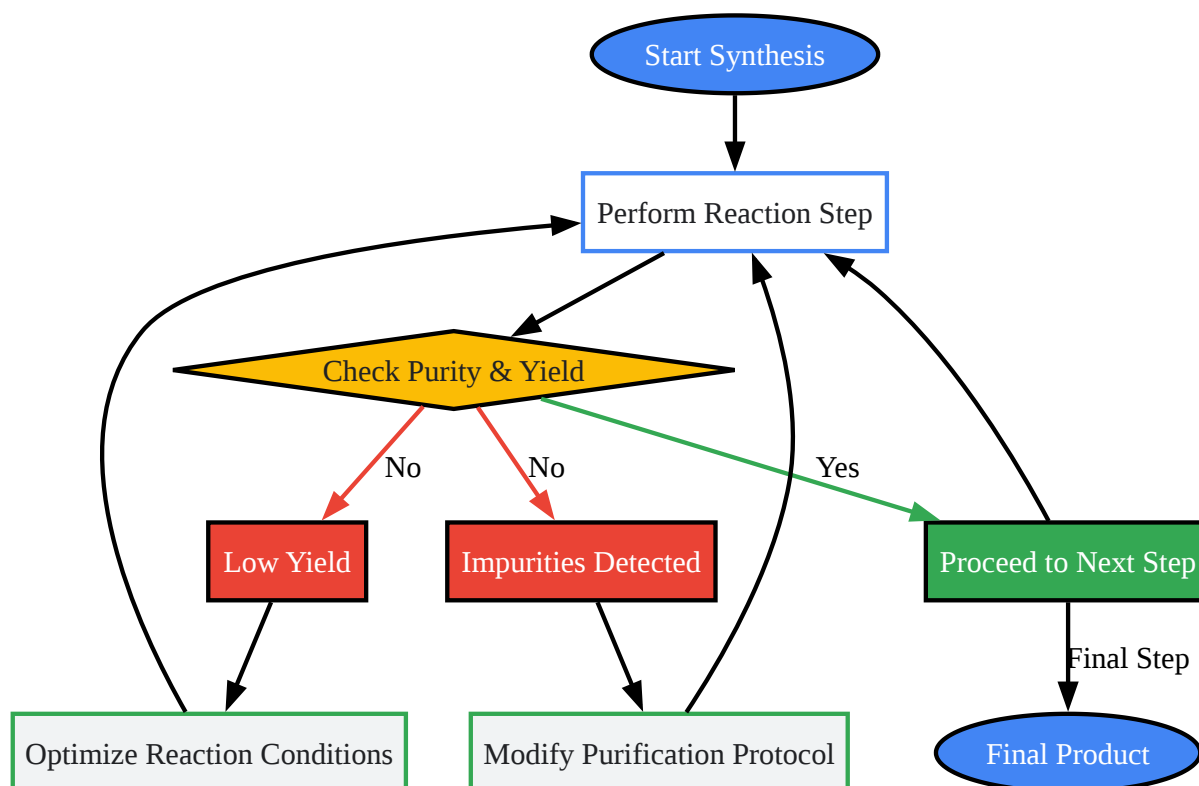 Start Synthesis
Perform Reaction Step
Check Purity & Yield
No
No
Yes
Low Yield
Impurities Detected
Proceed to Next Step
Final Step
Optimize Reaction Conditions
Modify Purification Protocol
Final Product